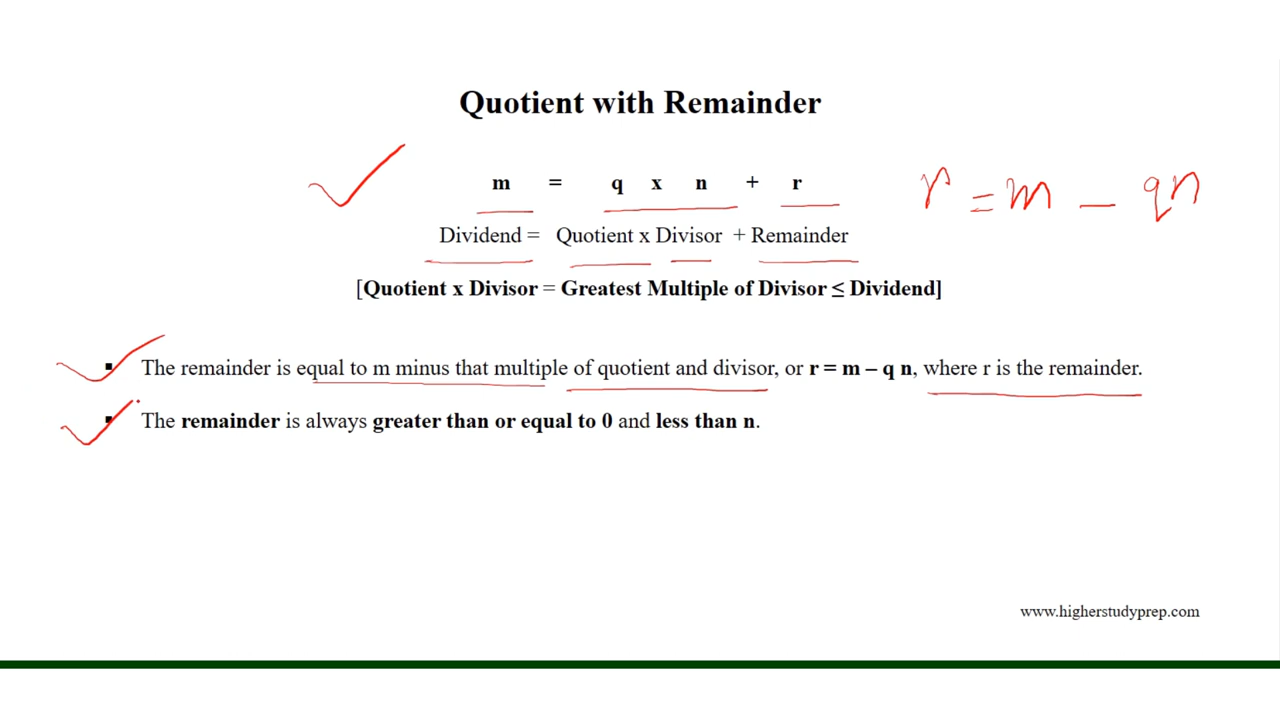 Quotient with Remainder
m = q x n + r
r = m - qn
Dividend = Quotient x Divisor + Remainder
[Quotient x Divisor = Greatest Multiple of Divisor ≤ Dividend]
▪ The remainder is equal to m minus that multiple of quotient and divisor, or r = m – q n, where r is the remainder.
▪ The remainder is always greater than or equal to 0 and less than n.
www.higherstudyprep.com